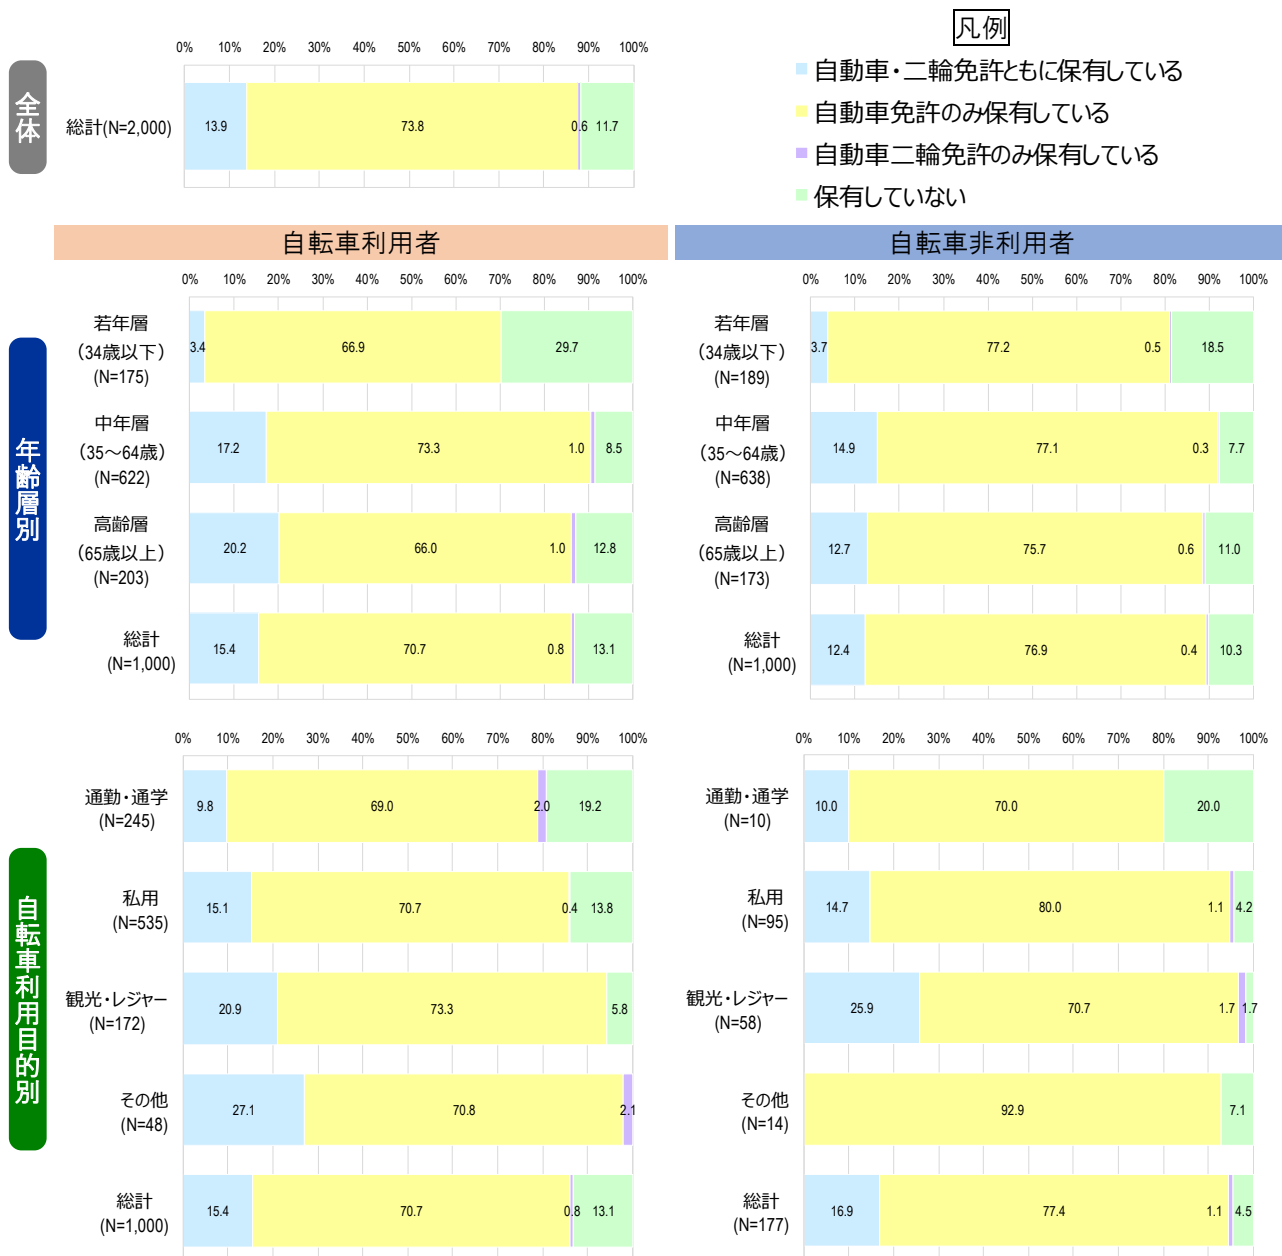 凡例
自動車・二輪免許ともに保有している
自動車免許のみ保有している
自動車二輪免許のみ保有している
保有していない
全体
0% 10% 20% 30% 40% 50% 60% 70% 80% 90% 100%
総計(N=2,000) 13.9 73.8 0.6 11.7
自転車利用者
自転車非利用者
年齢層別
0% 10% 20% 30% 40% 50% 60% 70% 80% 90% 100%
若年層
（34歳以下）
(N=175)
3.4 66.9 29.7
中年層
（35～64歳）
(N=622)
17.2 73.3 1.0 8.5
高齢層
（65歳以上）
(N=203)
20.2 66.0 1.0 12.8
総計
(N=1,000)
15.4 70.7 0.8 13.1
0% 10% 20% 30% 40% 50% 60% 70% 80% 90% 100%
若年層
（34歳以下）
(N=189)
3.7 77.2 0.5 18.5
中年層
（35～64歳）
(N=638)
14.9 77.1 0.3 7.7
高齢層
（65歳以上）
(N=173)
12.7 75.7 0.6 11.0
総計
(N=1,000)
12.4 76.9 0.4 10.3
自転車利用目的別
0% 10% 20% 30% 40% 50% 60% 70% 80% 90% 100%
通勤・通学
(N=245)
9.8 69.0 2.0 19.2
私用
(N=535)
15.1 70.7 0.4 13.8
観光・レジャー
(N=172)
20.9 73.3 5.8
その他
(N=48)
27.1 70.8 2.1
総計
(N=1,000)
15.4 70.7 0.8 13.1
0% 10% 20% 30% 40% 50% 60% 70% 80% 90% 100%
通勤・通学
(N=10)
10.0 70.0 20.0
私用
(N=95)
14.7 80.0 1.1 4.2
観光・レジャー
(N=58)
25.9 70.7 1.7 1.7
その他
(N=14)
92.9 7.1
総計
(N=177)
16.9 77.4 1.1 4.5